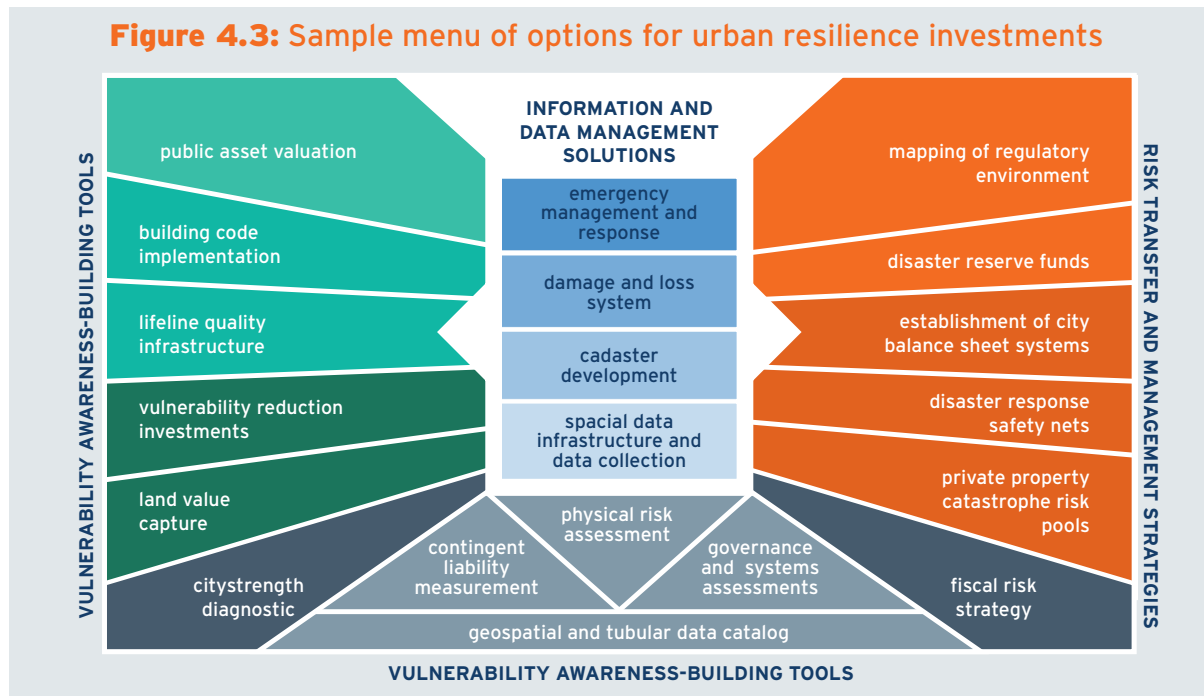 Figure 4.3: Sample menu of options for urban resilience investments
VULNERABILITY AWARENESS-BUILDING TOOLS
public asset valuation
building code
implementation
lifeline quality
infrastructure
vulnerability reduction
investments
land value
capture
citystrength
diagnostic
INFORMATION AND
DATA MANAGEMENT
SOLUTIONS
emergency
management and
response
damage and loss
system
cadaster
development
spacial data
infrastructure and
data collection
physical risk
assessment
contingent
liability
measurement
governance
and systems
assessments
geospatial and tubular data catalog
mapping of regulatory
environment
disaster reserve funds
establishment of city
balance sheet systems
disaster response
safety nets
private property
catastrophe risk
pools
fiscal risk
strategy
RISK TRANSFER AND MANAGEMENT STRATEGIES
VULNERABILITY AWARENESS-BUILDING TOOLS